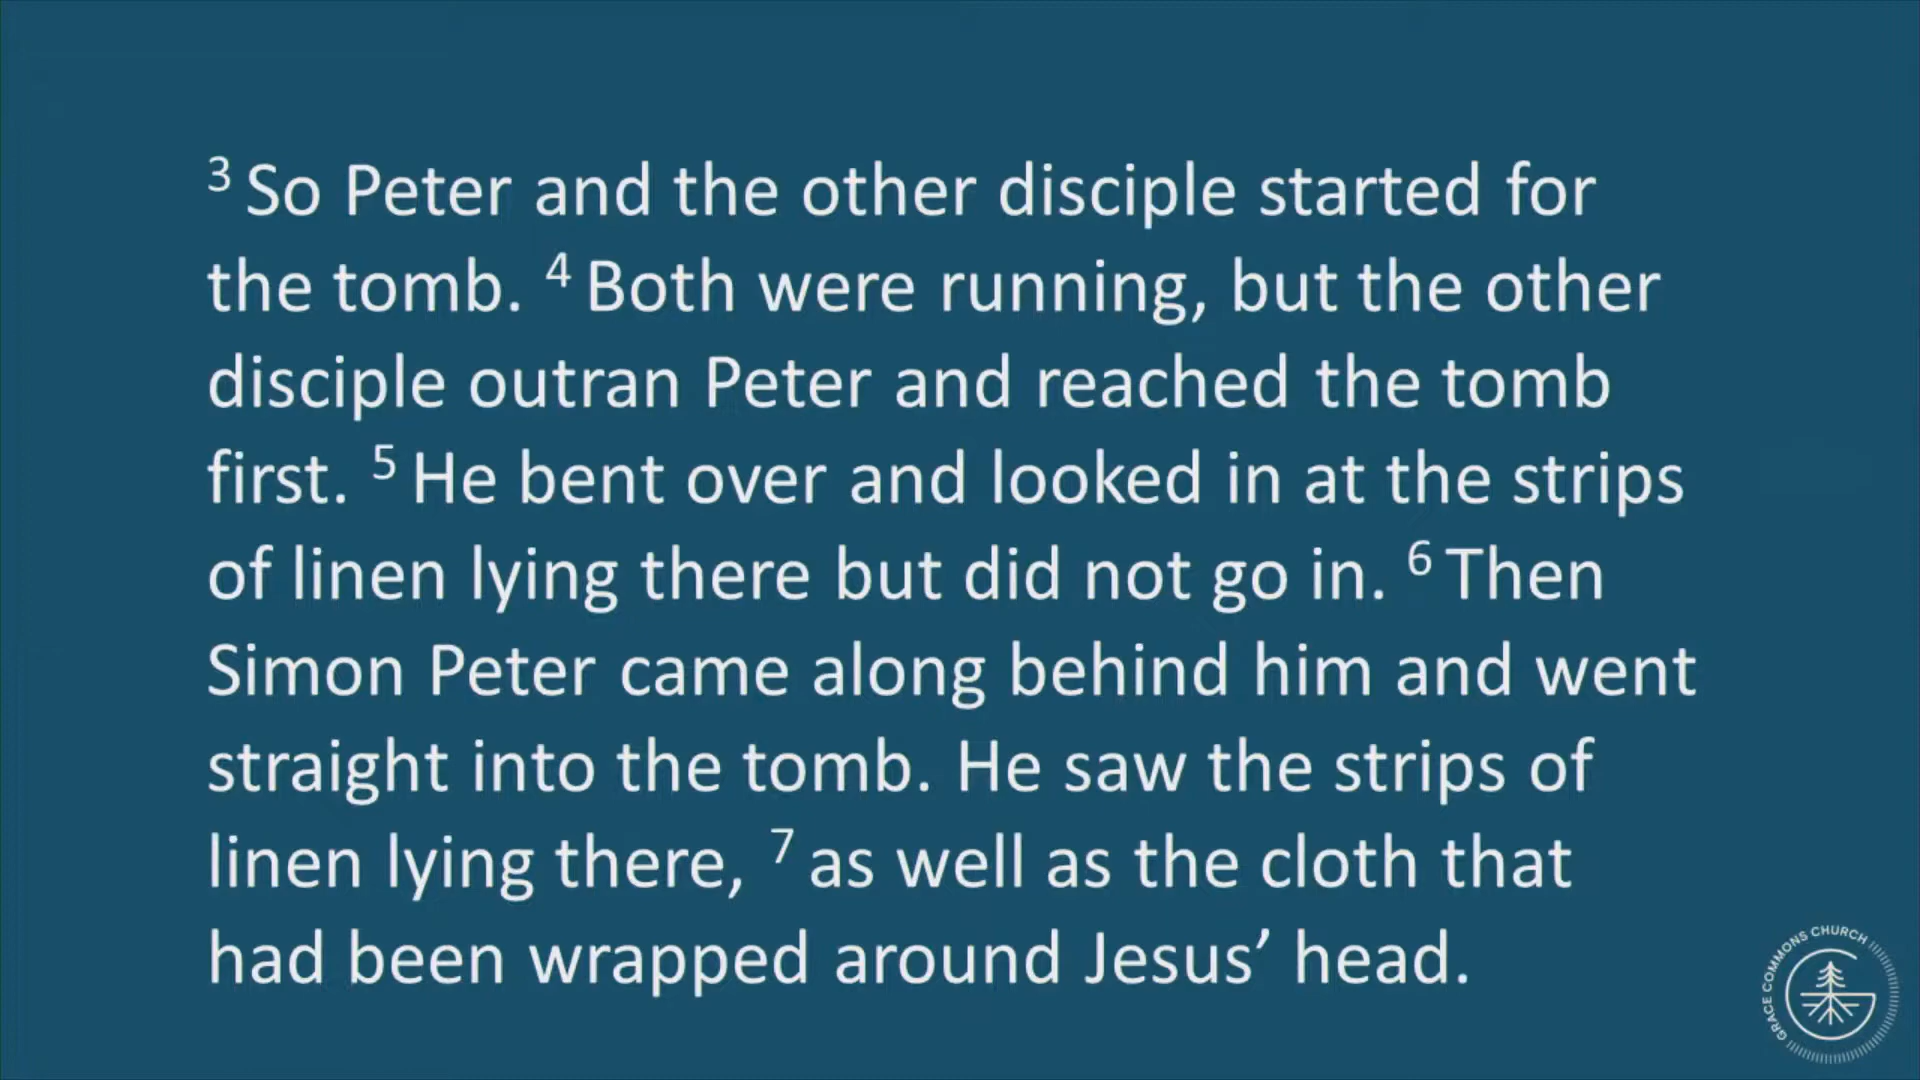 ³ So Peter and the other disciple started for
the tomb. ⁴ Both were running, but the other
disciple outran Peter and reached the tomb
first. ⁵ He bent over and looked in at the strips
of linen lying there but did not go in. ⁶ Then
Simon Peter came along behind him and went
straight into the tomb. He saw the strips of
linen lying there, ⁷ as well as the cloth that
had been wrapped around Jesus’ head.
GRACE COMMONS CHURCH